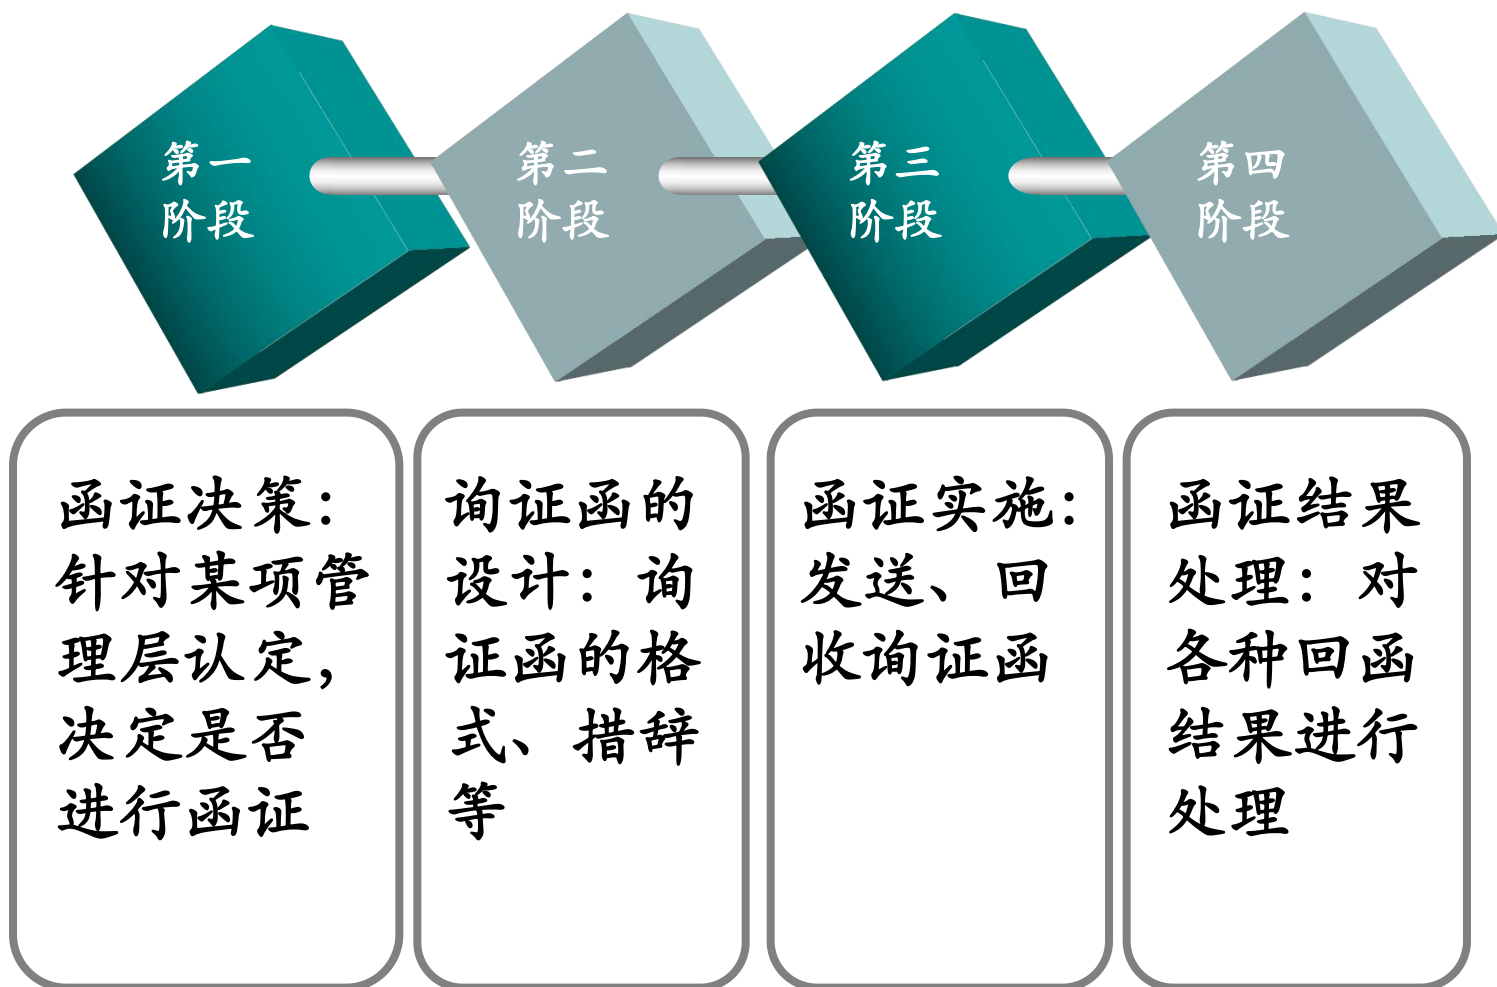 第一
阶段
第二
阶段
第三
阶段
第四
阶段
函证决策：
针对某项管
理层认定，
决定是否
进行函证
询证函的
设计：询
证函的格
式、措辞
等
函证实施：
发送、回
收询证函
函证结果
处理：对
各种回函
结果进行
处理